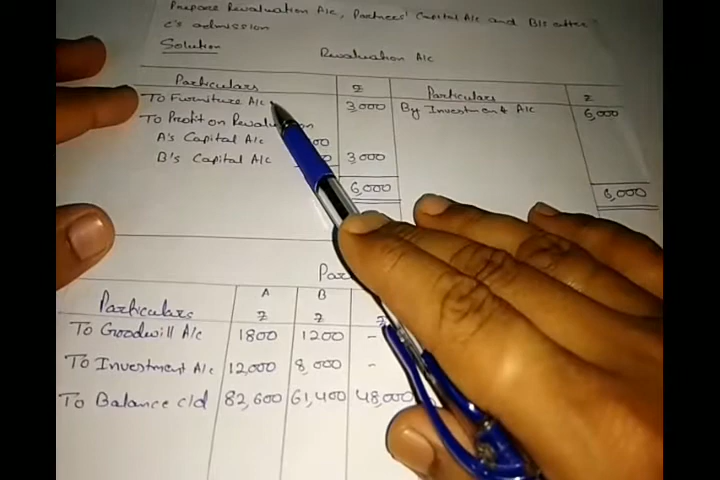 Prepare Revaluation A/c, Partners' Capital A/c and B/s after
C's admission
Solution
Revaluation A/c
Particulars ₹ Particulars ₹
To Furniture A/c 3,000 By Investment A/c 6,000
To Profit on
A's Capital A/c
B's Capital A/c 3,000
6,000 6,000
A B
Particulars ₹ ₹ ₹
To Goodwill A/c 1800 1200 -
To Investment A/c 12,000 8,000 -
To Balance c/d 82,600 61,400 48,000